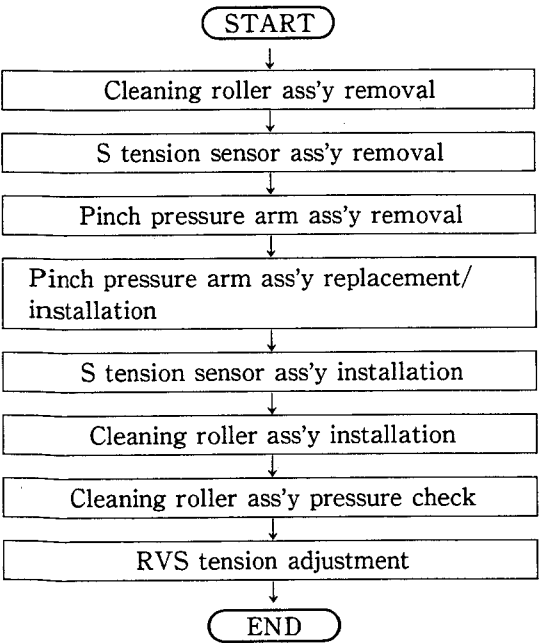 START
Cleaning roller ass'y removal
S tension sensor ass'y removal
Pinch pressure arm ass'y removal
Pinch pressure arm ass'y replacement/
installation
S tension sensor ass'y installation
Cleaning roller ass'y installation
Cleaning roller ass'y pressure check
RVS tension adjustment
END